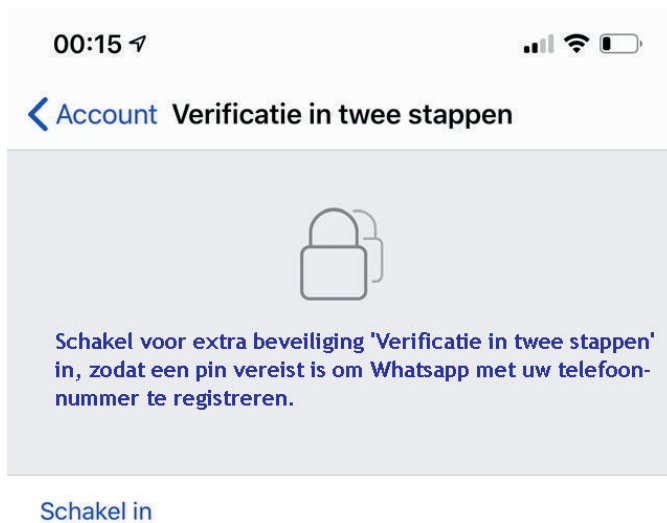 00:15
Account Verificatie in twee stappen
Schakel voor extra beveiliging 'Verificatie in twee stappen'
in, zodat een pin vereist is om Whatsapp met uw telefoon-
nummer te registreren.
Schakel in